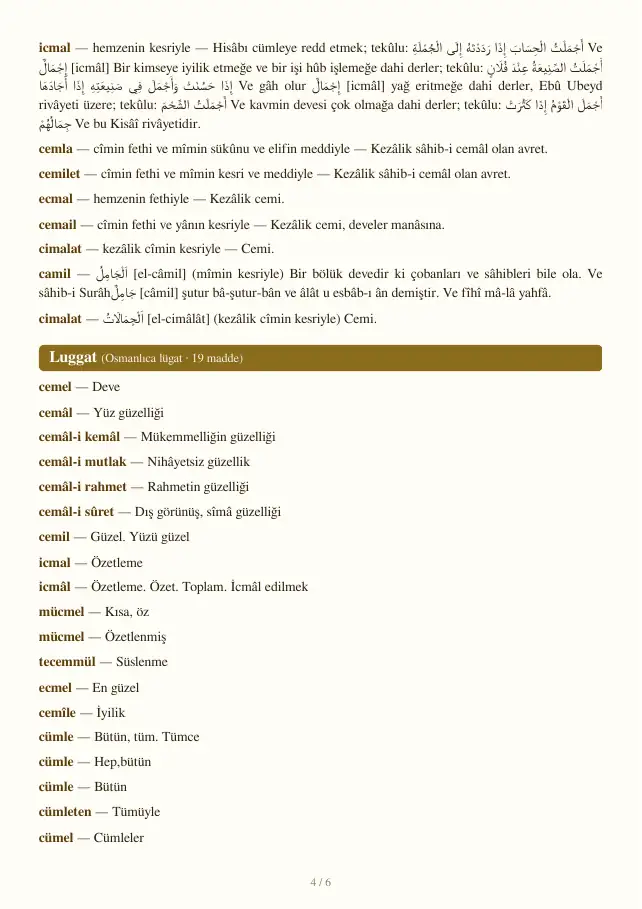 icmal — hemzenin kesriyle — Hisâbı cümleye redd etmek; tekûlu: أَجْمَلْتُ الْحِسَابَ إِذَا رَدَدْتَهُ إِلَى الْجُمْلَةِ Ve
إِجْمَالٌ [icmâl] Bir kimseye iyilik etmeğe ve bir işi hûb işlemeğe dahi derler; tekûlu: أَجْمَلْتُ الصَّنِيعَةَ عِنْدَ فُلَانٍ
إِذَا حَسَّنْتَ وَأَجْمَلَ فِي صَنِيعَتِهِ إِذَا أَجَادَهَا Ve gâh olur إِجْمَالٌ [icmâl] yağ eritmeğe dahi derler, Ebû Ubeyd
rivâyeti üzere; tekûlu: أَجْمَلْتُ الشَّحْمَ Ve kavmin devesi çok olmağa dahi derler; tekûlu: أَجْمَلَ الْقَوْمُ إِذَا كَثُرَتْ
جِمَالُهُمْ Ve bu Kisâî rivâyetidir.
cemla — cîmin fethi ve mîmin sükûnu ve elifin meddiyle — Kezâlik sâhib-i cemâl olan avret.
cemilet — cîmin fethi ve mîmin kesri ve meddiyle — Kezâlik sâhib-i cemâl olan avret.
ecmal — hemzenin fethiyle — Kezâlik cemi.
cemail — cîmin fethi ve yânın kesriyle — Kezâlik cemi, develer manâsına.
cimalat — kezâlik cîmin kesriyle — Cemi.
camil — اَلْجَامِلُ [el-câmil] (mîmin kesriyle) Bir bölük devedir ki çobanları ve sâhibleri bile ola. Ve
sâhib-i Surâh جَامِلٌ [câmil] şutur bâ-şutur-bân ve âlât u esbâb-ı ân demiştir. Ve fîhî mâ-lâ yahfâ.
cimalat — اَلْجِمَالَاتُ [el-cimâlât] (kezâlik cîmin kesriyle) Cemi.
Luggat (Osmanlıca lügat · 19 madde)
cemel — Deve
cemâl — Yüz güzelliği
cemâl-i kemâl — Mükemmelliğin güzelliği
cemâl-i mutlak — Nihâyetsiz güzellik
cemâl-i rahmet — Rahmetin güzelliği
cemâl-i sûret — Dış görünüş, sîmâ güzelliği
cemil — Güzel. Yüzü güzel
icmal — Özetleme
icmâl — Özetleme. Özet. Toplam. İcmâl edilmek
mücmel — Kısa, öz
mücmel — Özetlenmiş
tecemmül — Süslenme
ecmel — En güzel
cemîle — İyilik
cümle — Bütün, tüm. Tümce
cümle — Hep,bütün
cümle — Bütün
cümleten — Tümüyle
cümel — Cümleler
4 / 6